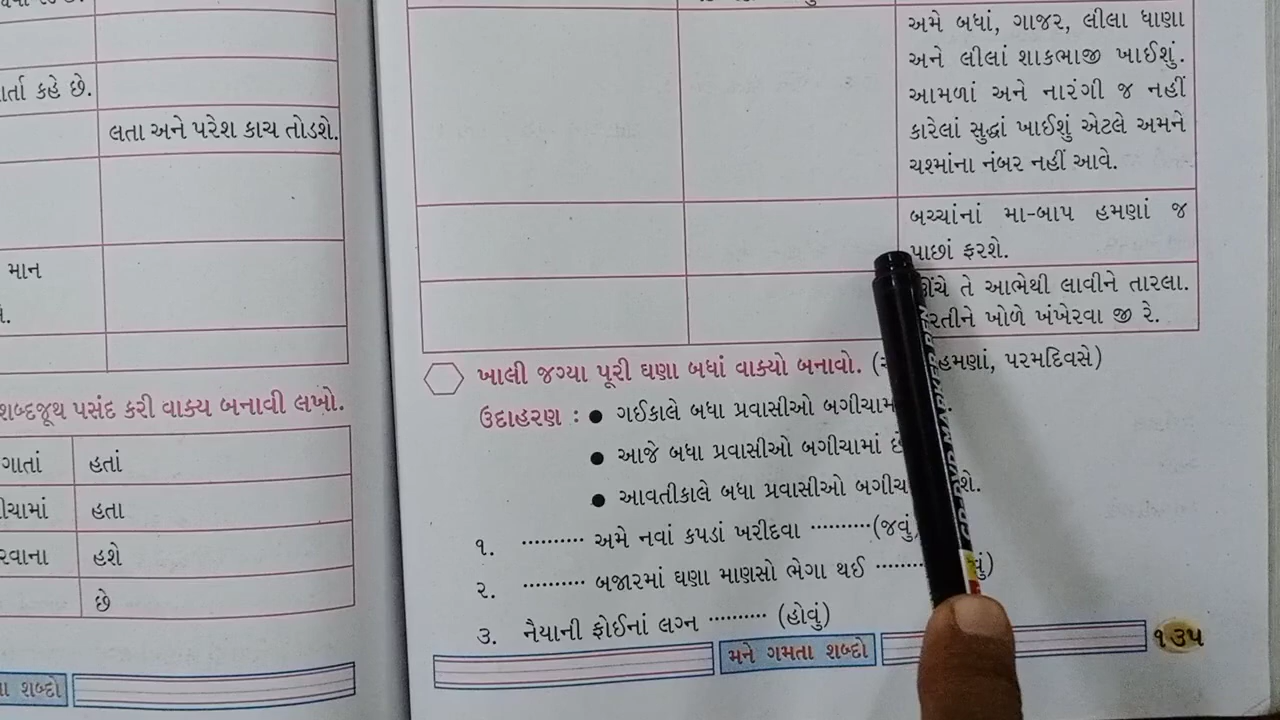 ાર્તા કહે છે.
લતા અને પરેશ કાચ તોડશે.
માન
શબ્દજૂથ પસંદ કરી વાક્ય બનાવી લખો.
ગાતાં હતાં
ીચામાં હતા
રવાના હશે
છે
શબ્દો
અમે બધાં, ગાજર, લીલા ધાણા
અને લીલાં શાકભાજી ખાઈશું.
આમળાં અને નારંગી જ નહીં
કારેલાં સુદ્ધાં ખાઈશું એટલે અમને
ચશ્માંના નંબર નહીં આવે.
બચ્ચાંનાં મા-બાપ હમણાં જ
પાછાં ફરશે.
ઊંચે તે આભેથી લાવીને તારલા.
ધરતીને ખોળે ખંખેરવા જી રે.
ખાલી જગ્યા પૂરી ઘણા બધાં વાક્યો બનાવો. ( હમણાં, પરમદિવસે)
ઉદાહરણ : ● ગઈકાલે બધા પ્રવાસીઓ બગીચામ
● આજે બધા પ્રવાસીઓ બગીચામાં છે
● આવતીકાલે બધા પ્રવાસીઓ બગીચ શે.
૧. .......... અમે નવાં કપડાં ખરીદવા ..........(જવું
૨. .......... બજારમાં ઘણા માણસો ભેગા થઈ ........ વું)
૩. નૈયાની ફોઈનાં લગ્ન .......... (હોવું)
મને ગમતા શબ્દો
૧૩૫